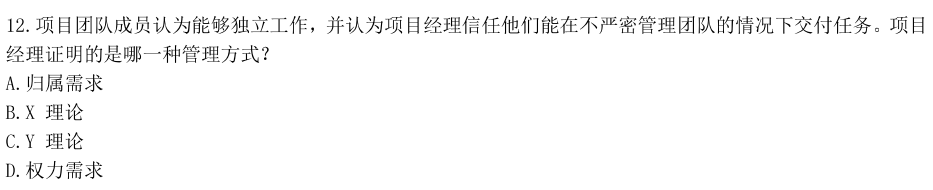 12.项目团队成员认为能够独立工作，并认为项目经理信任他们能在不严密管理团队的情况下交付任务。项目
经理证明的是哪一种管理方式？
A.归属需求
B.X 理论
C.Y 理论
D.权力需求